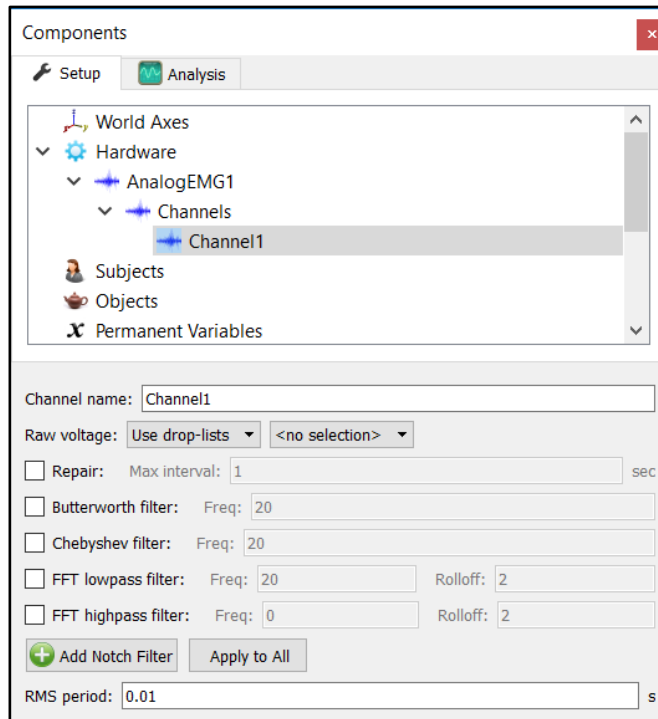 Components
Setup Analysis
World Axes
Hardware
AnalogEMG1
Channels
Channel1
Subjects
Objects
x Permanent Variables
Channel name: Channel1
Raw voltage: Use drop-lists <no selection>
Repair: Max interval: 1 sec
Butterworth filter: Freq: 20
Chebyshev filter: Freq: 20
FFT lowpass filter: Freq: 20 Rolloff: 2
FFT highpass filter: Freq: 0 Rolloff: 2
Add Notch Filter Apply to All
RMS period: 0.01 s